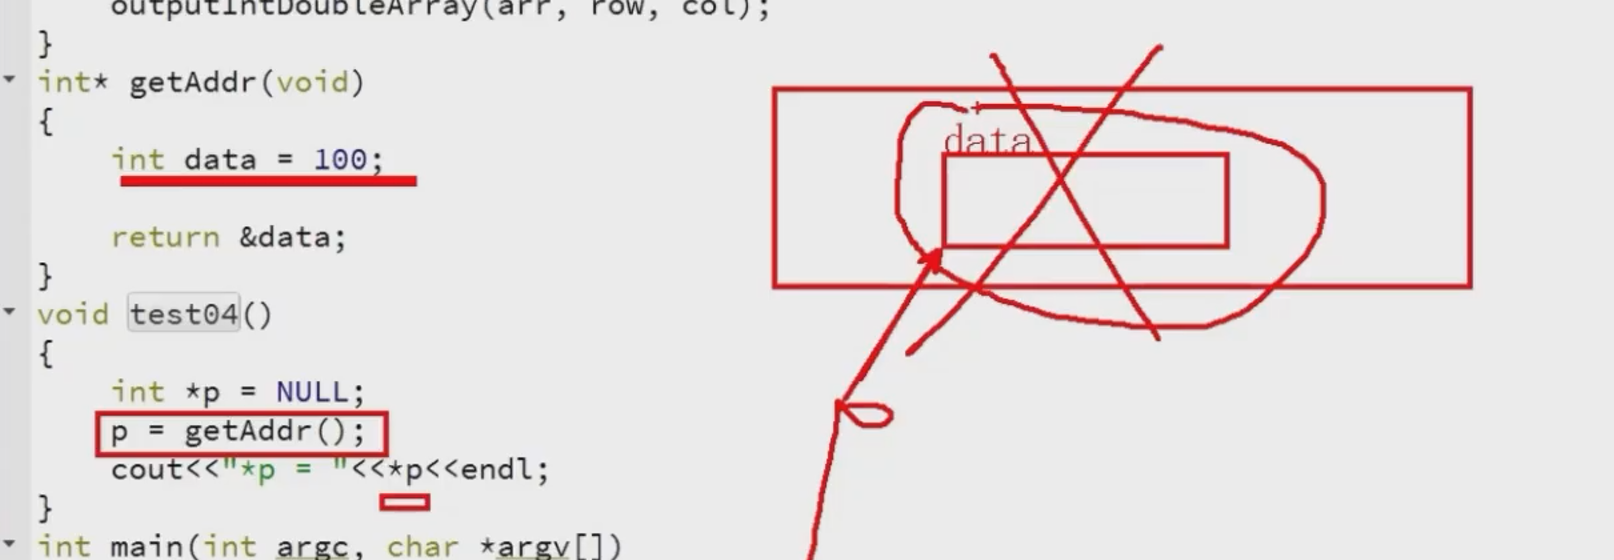 outputIntDoubleArray(arr, row, col);
}
int* getAddr(void)
{
data
int data = 100;
return &data;
}
void test04()
{
int *p = NULL;
p = getAddr();
cout<<"*p = "<<*p<<endl;
}
int main(int argc, char *argv[])